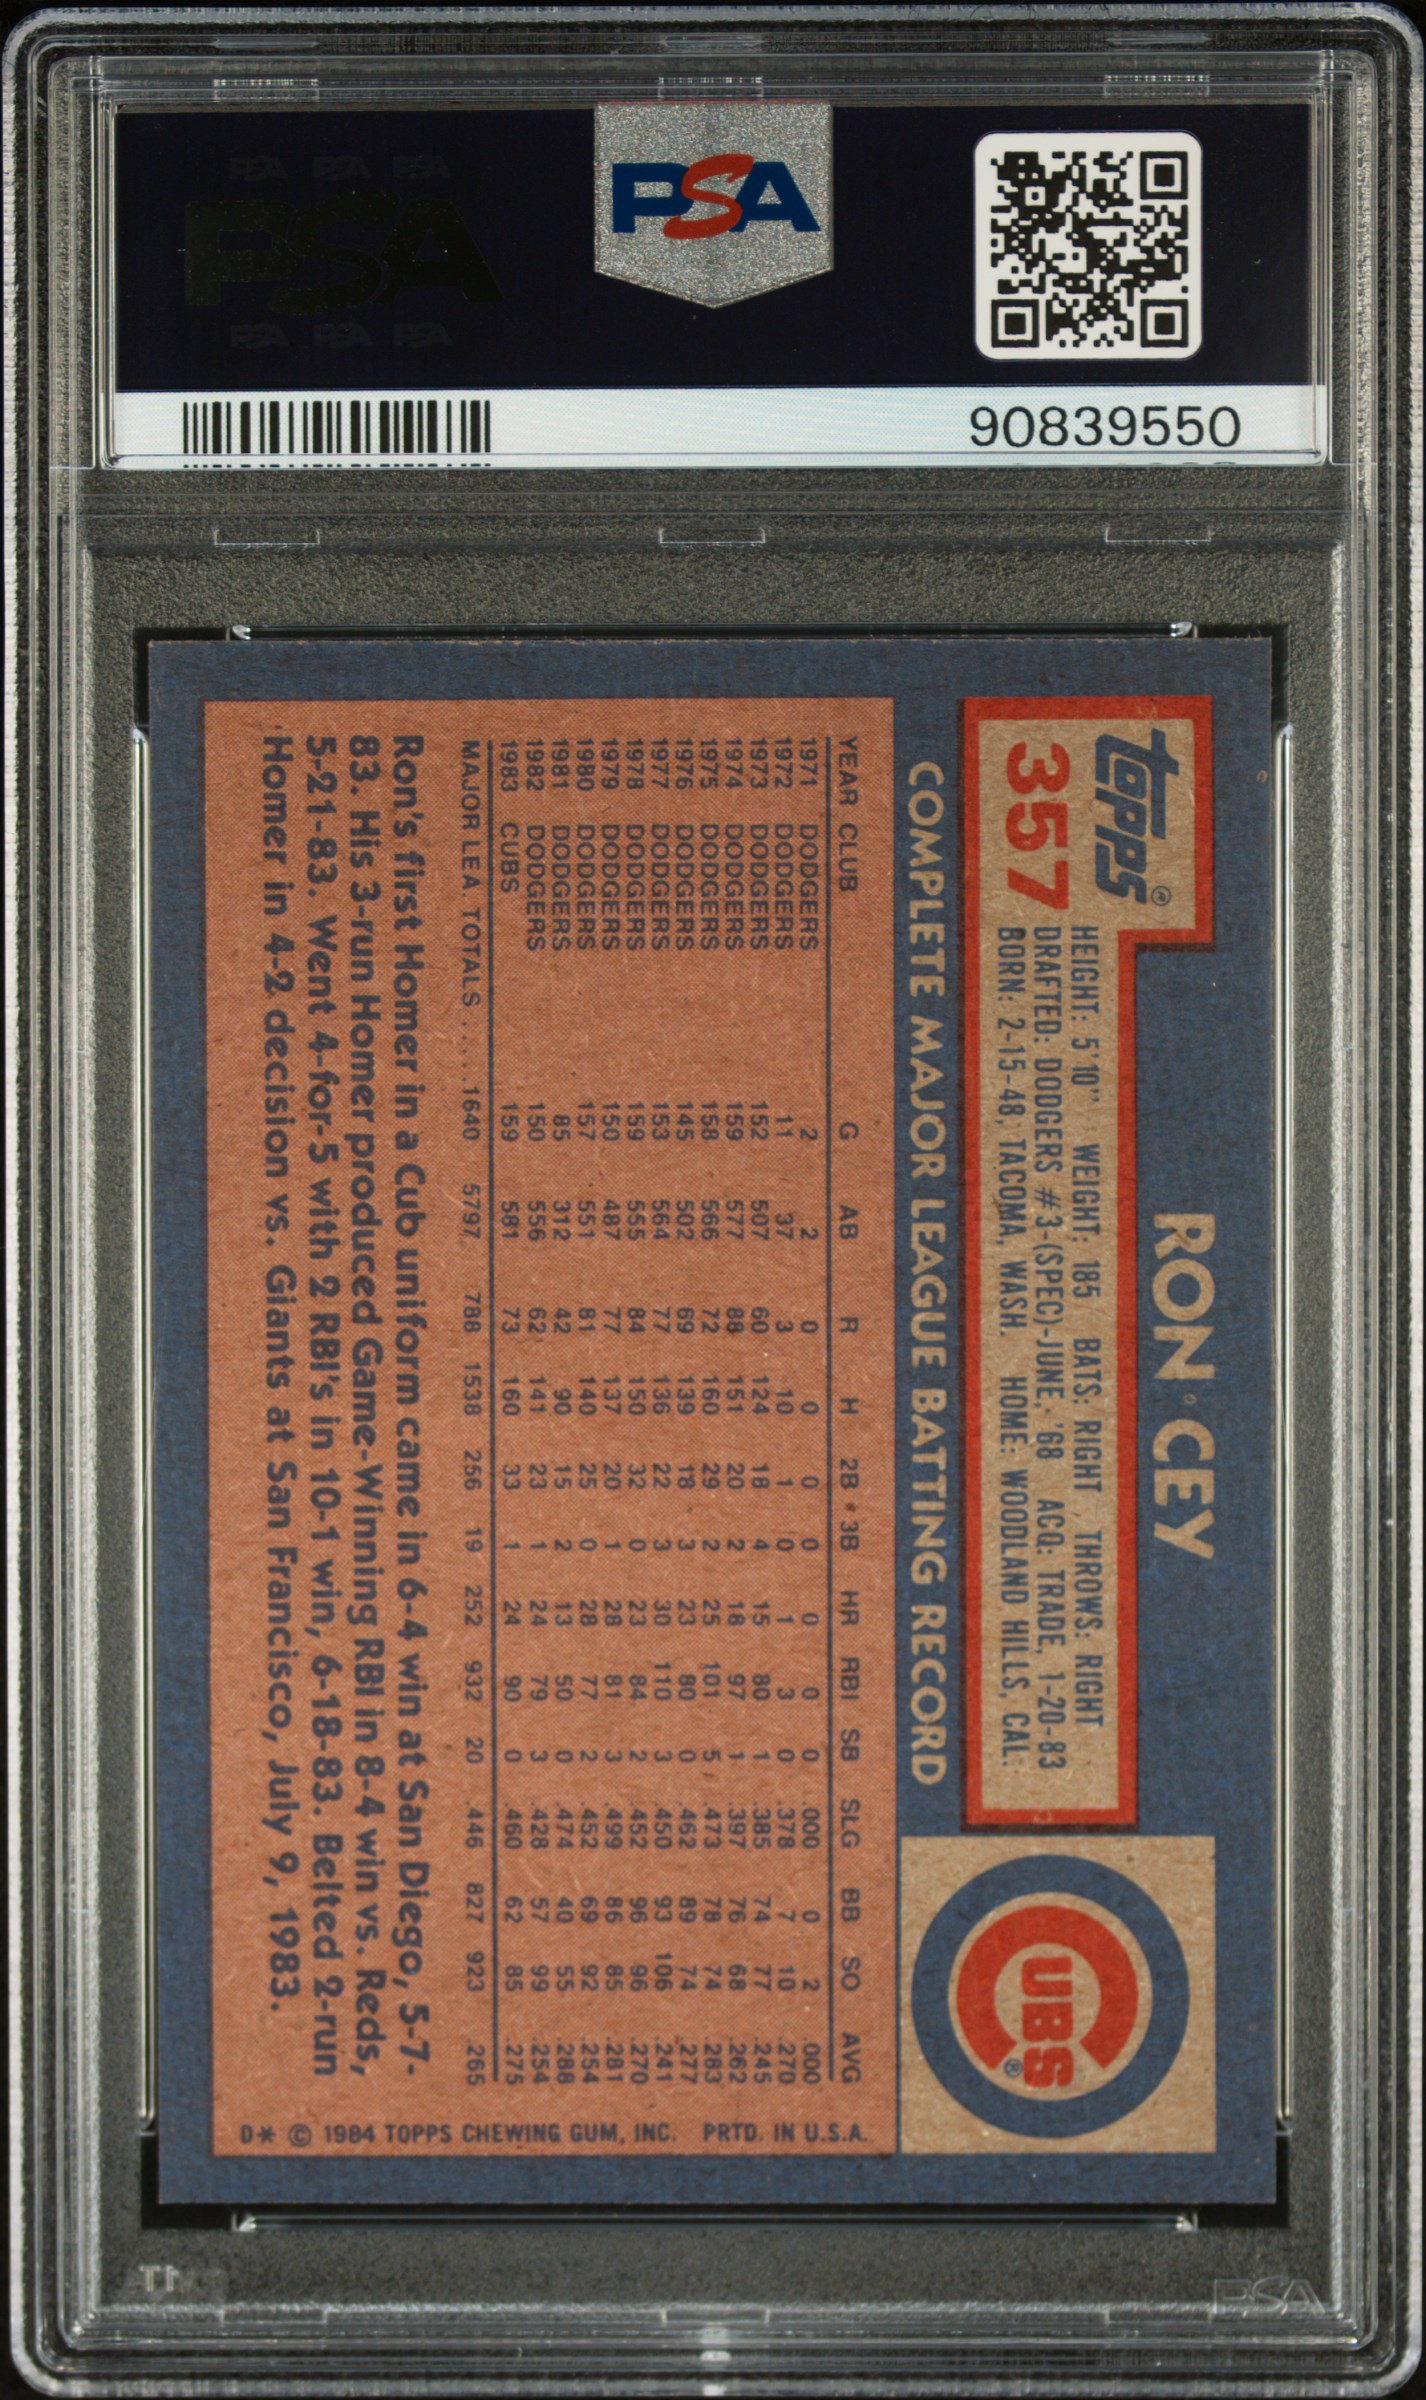 PSA PSA PSA
PSA
PSA PSA PSA
PSA
90839550
topps®
357
RON CEY
HEIGHT: 5'10" WEIGHT: 185 BATS: RIGHT THROWS: RIGHT
DRAFTED: DODGERS #3-(SPEC)-JUNE, '68 ACQ: TRADE, 1-20-83
BORN: 2-15-48, TACOMA, WASH. HOME: WOODLAND HILLS, CAL.
CUBS®
COMPLETE MAJOR LEAGUE BATTING RECORD
YEAR CLUB G AB R H 2B 3B HR RBI SB SLG BB SO AVG
1971 DODGERS 2 2 0 0 0 0 0 0 0 .000 0 2 .000
1972 DODGERS 11 37 3 10 1 0 1 3 0 .378 7 10 .270
1973 DODGERS 152 507 60 124 18 4 15 80 1 .385 74 77 .245
1974 DODGERS 159 577 88 151 20 2 18 97 1 .397 76 68 .262
1975 DODGERS 158 566 72 160 29 2 25 101 5 .473 78 74 .283
1976 DODGERS 145 502 69 139 18 3 23 80 0 .462 89 74 .277
1977 DODGERS 153 564 77 136 22 3 30 110 3 .450 93 106 .241
1978 DODGERS 159 555 84 150 32 0 23 84 2 .452 96 96 .270
1979 DODGERS 150 487 77 137 20 1 28 81 3 .499 86 85 .281
1980 DODGERS 157 551 81 140 25 0 28 77 2 .452 69 92 .254
1981 DODGERS 85 312 42 90 15 2 13 50 0 .474 40 55 .288
1982 DODGERS 150 556 62 141 23 1 24 79 3 .428 57 99 .254
1983 CUBS 159 581 73 160 33 1 24 90 0 .460 62 85 .275
MAJOR LEA. TOTALS ..... 1640 5797 788 1538 256 19 252 932 20 .446 827 923 .265
Ron's first Homer in a Cub uniform came in 6-4 win at San Diego, 5-7-
83. His 3-run Homer produced Game-Winning RBI in 8-4 win vs. Reds,
5-21-83. Went 4-for-5 with 2 RBI's in 10-1 win, 6-18-83. Belted 2-run
Homer in 4-2 decision vs. Giants at San Francisco, July 9, 1983.
D* © 1984 TOPPS CHEWING GUM, INC. PRTD. IN U.S.A.
PSA